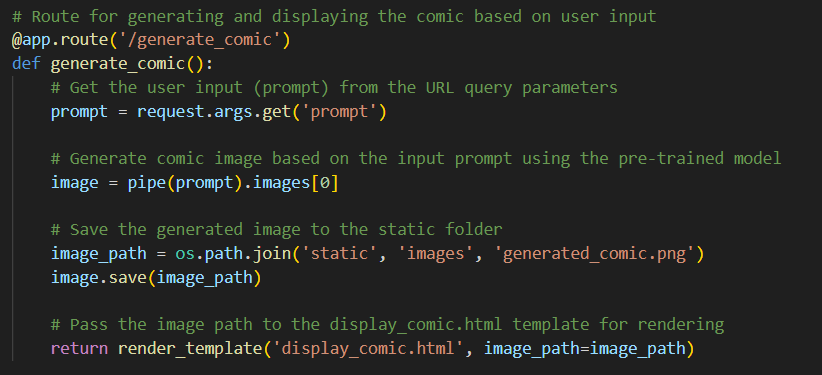 # Route for generating and displaying the comic based on user input
@app.route('/generate_comic')
def generate_comic():
    # Get the user input (prompt) from the URL query parameters
    prompt = request.args.get('prompt')

    # Generate comic image based on the input prompt using the pre-trained model
    image = pipe(prompt).images[0]

    # Save the generated image to the static folder
    image_path = os.path.join('static', 'images', 'generated_comic.png')
    image.save(image_path)

    # Pass the image path to the display_comic.html template for rendering
    return render_template('display_comic.html', image_path=image_path)